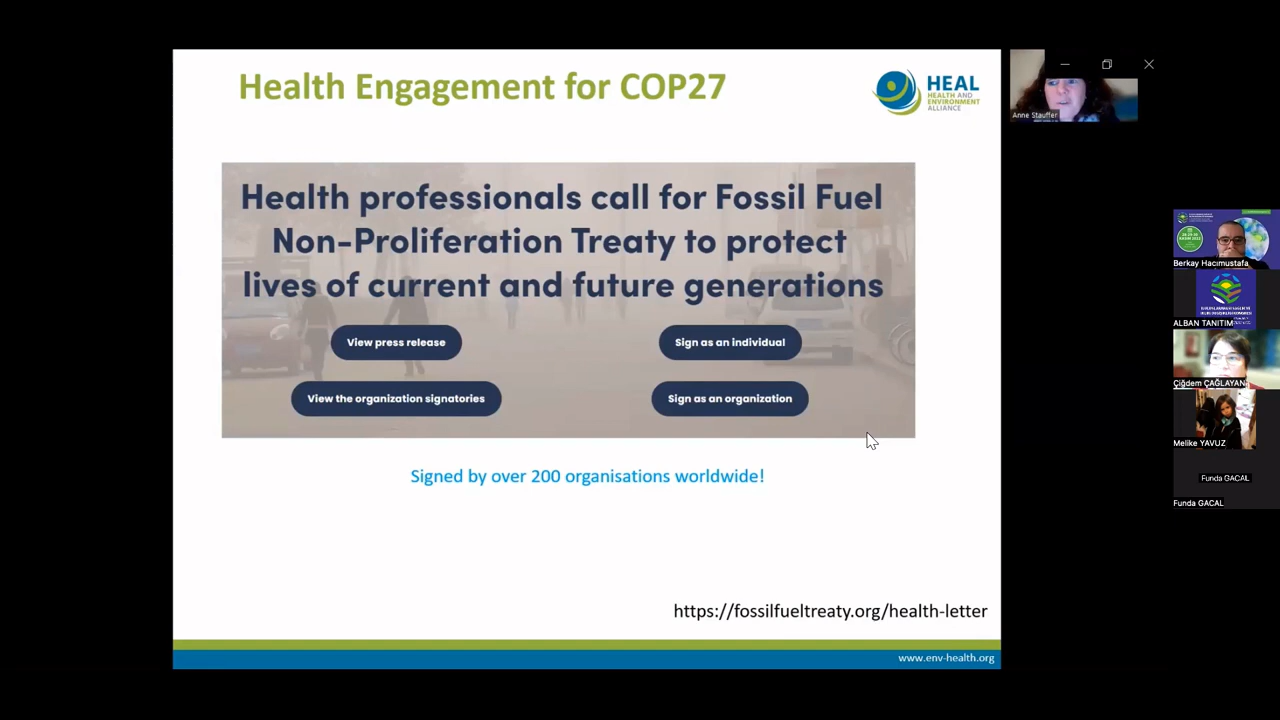 Health Engagement for COP27
HEAL
HEALTH AND
ENVIRONMENT
ALLIANCE
Health professionals call for Fossil Fuel
Non-Proliferation Treaty to protect
lives of current and future generations
View press release
Sign as an individual
View the organization signatories
Sign as an organization
Signed by over 200 organisations worldwide!
https://fossilfueltreaty.org/health-letter
www.env-health.org
Anne Stauffer
Berkay Hacımustafa
ALBAN TANITIM
Çiğdem ÇAĞLAYAN
Melike YAVUZ
Funda GACAL
Funda GACAL